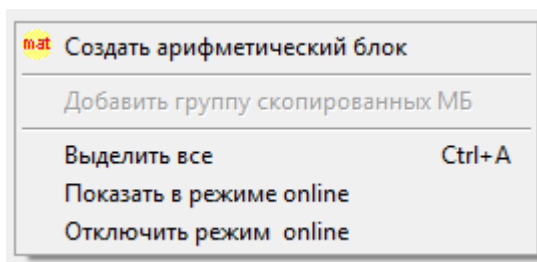 mat Создать арифметический блок
Добавить группу скопированных МБ
Выделить все Ctrl+A
Показать в режиме online
Отключить режим online